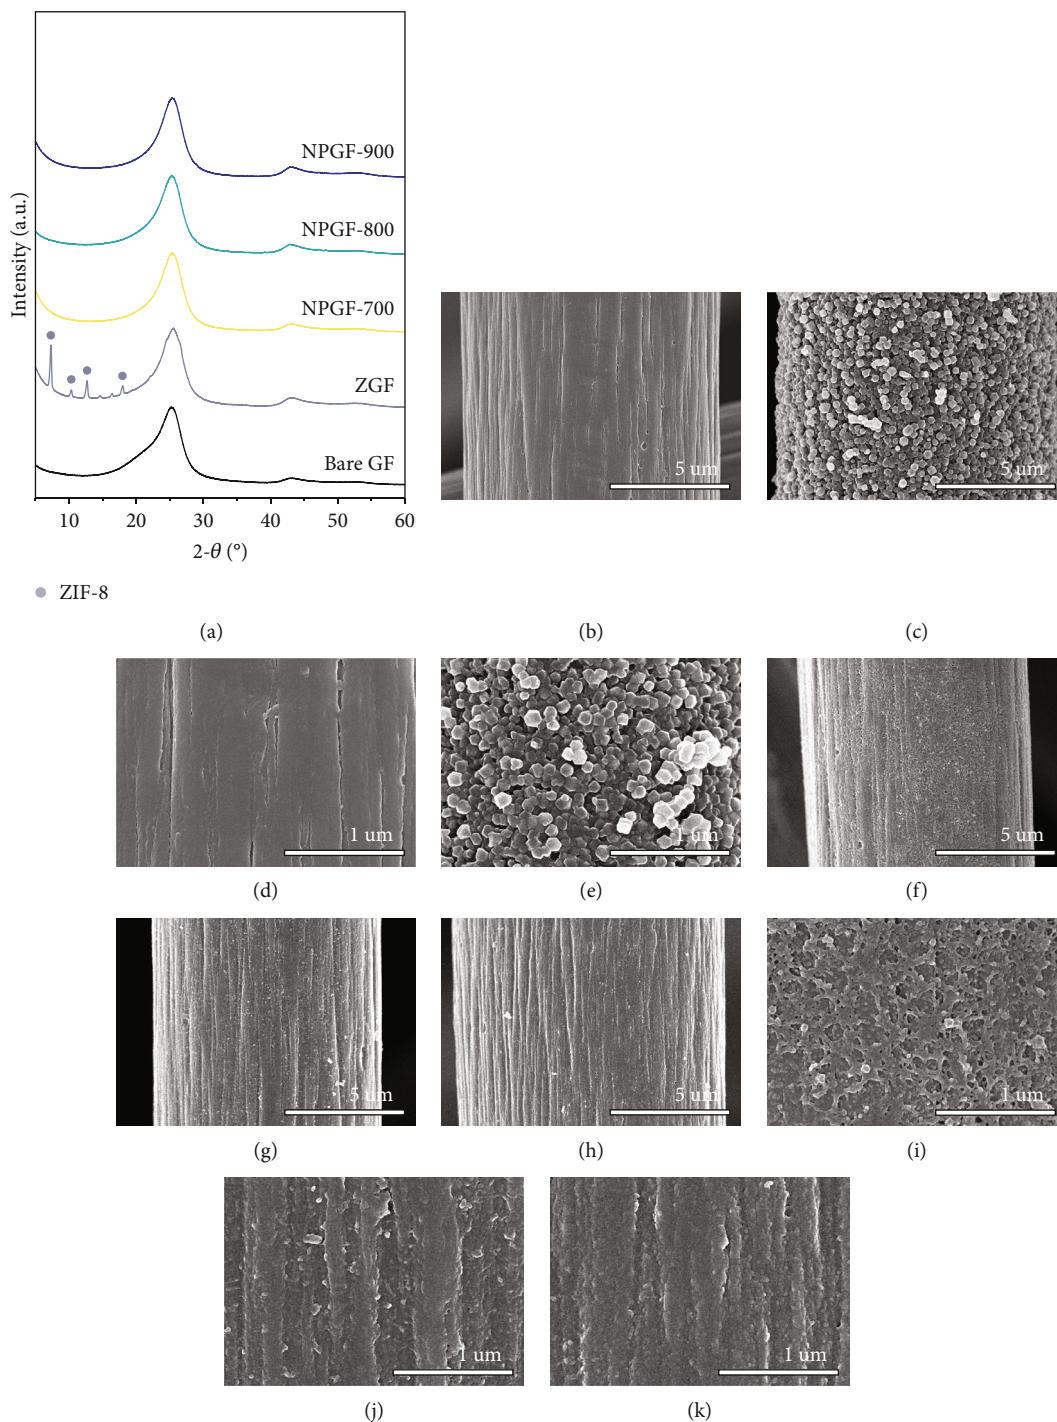 Intensity (a.u.)
NPGF-900
NPGF-800
NPGF-700
ZGF
Bare GF
10 20 30 40 50 60
2-θ (°)
ZIF-8
5 um
5 um
(a)
(b)
(c)
1 um
1 um
5 um
(d)
(e)
(f)
5 um
5 um
1 um
(g)
(h)
(i)
1 um
1 um
(j)
(k)